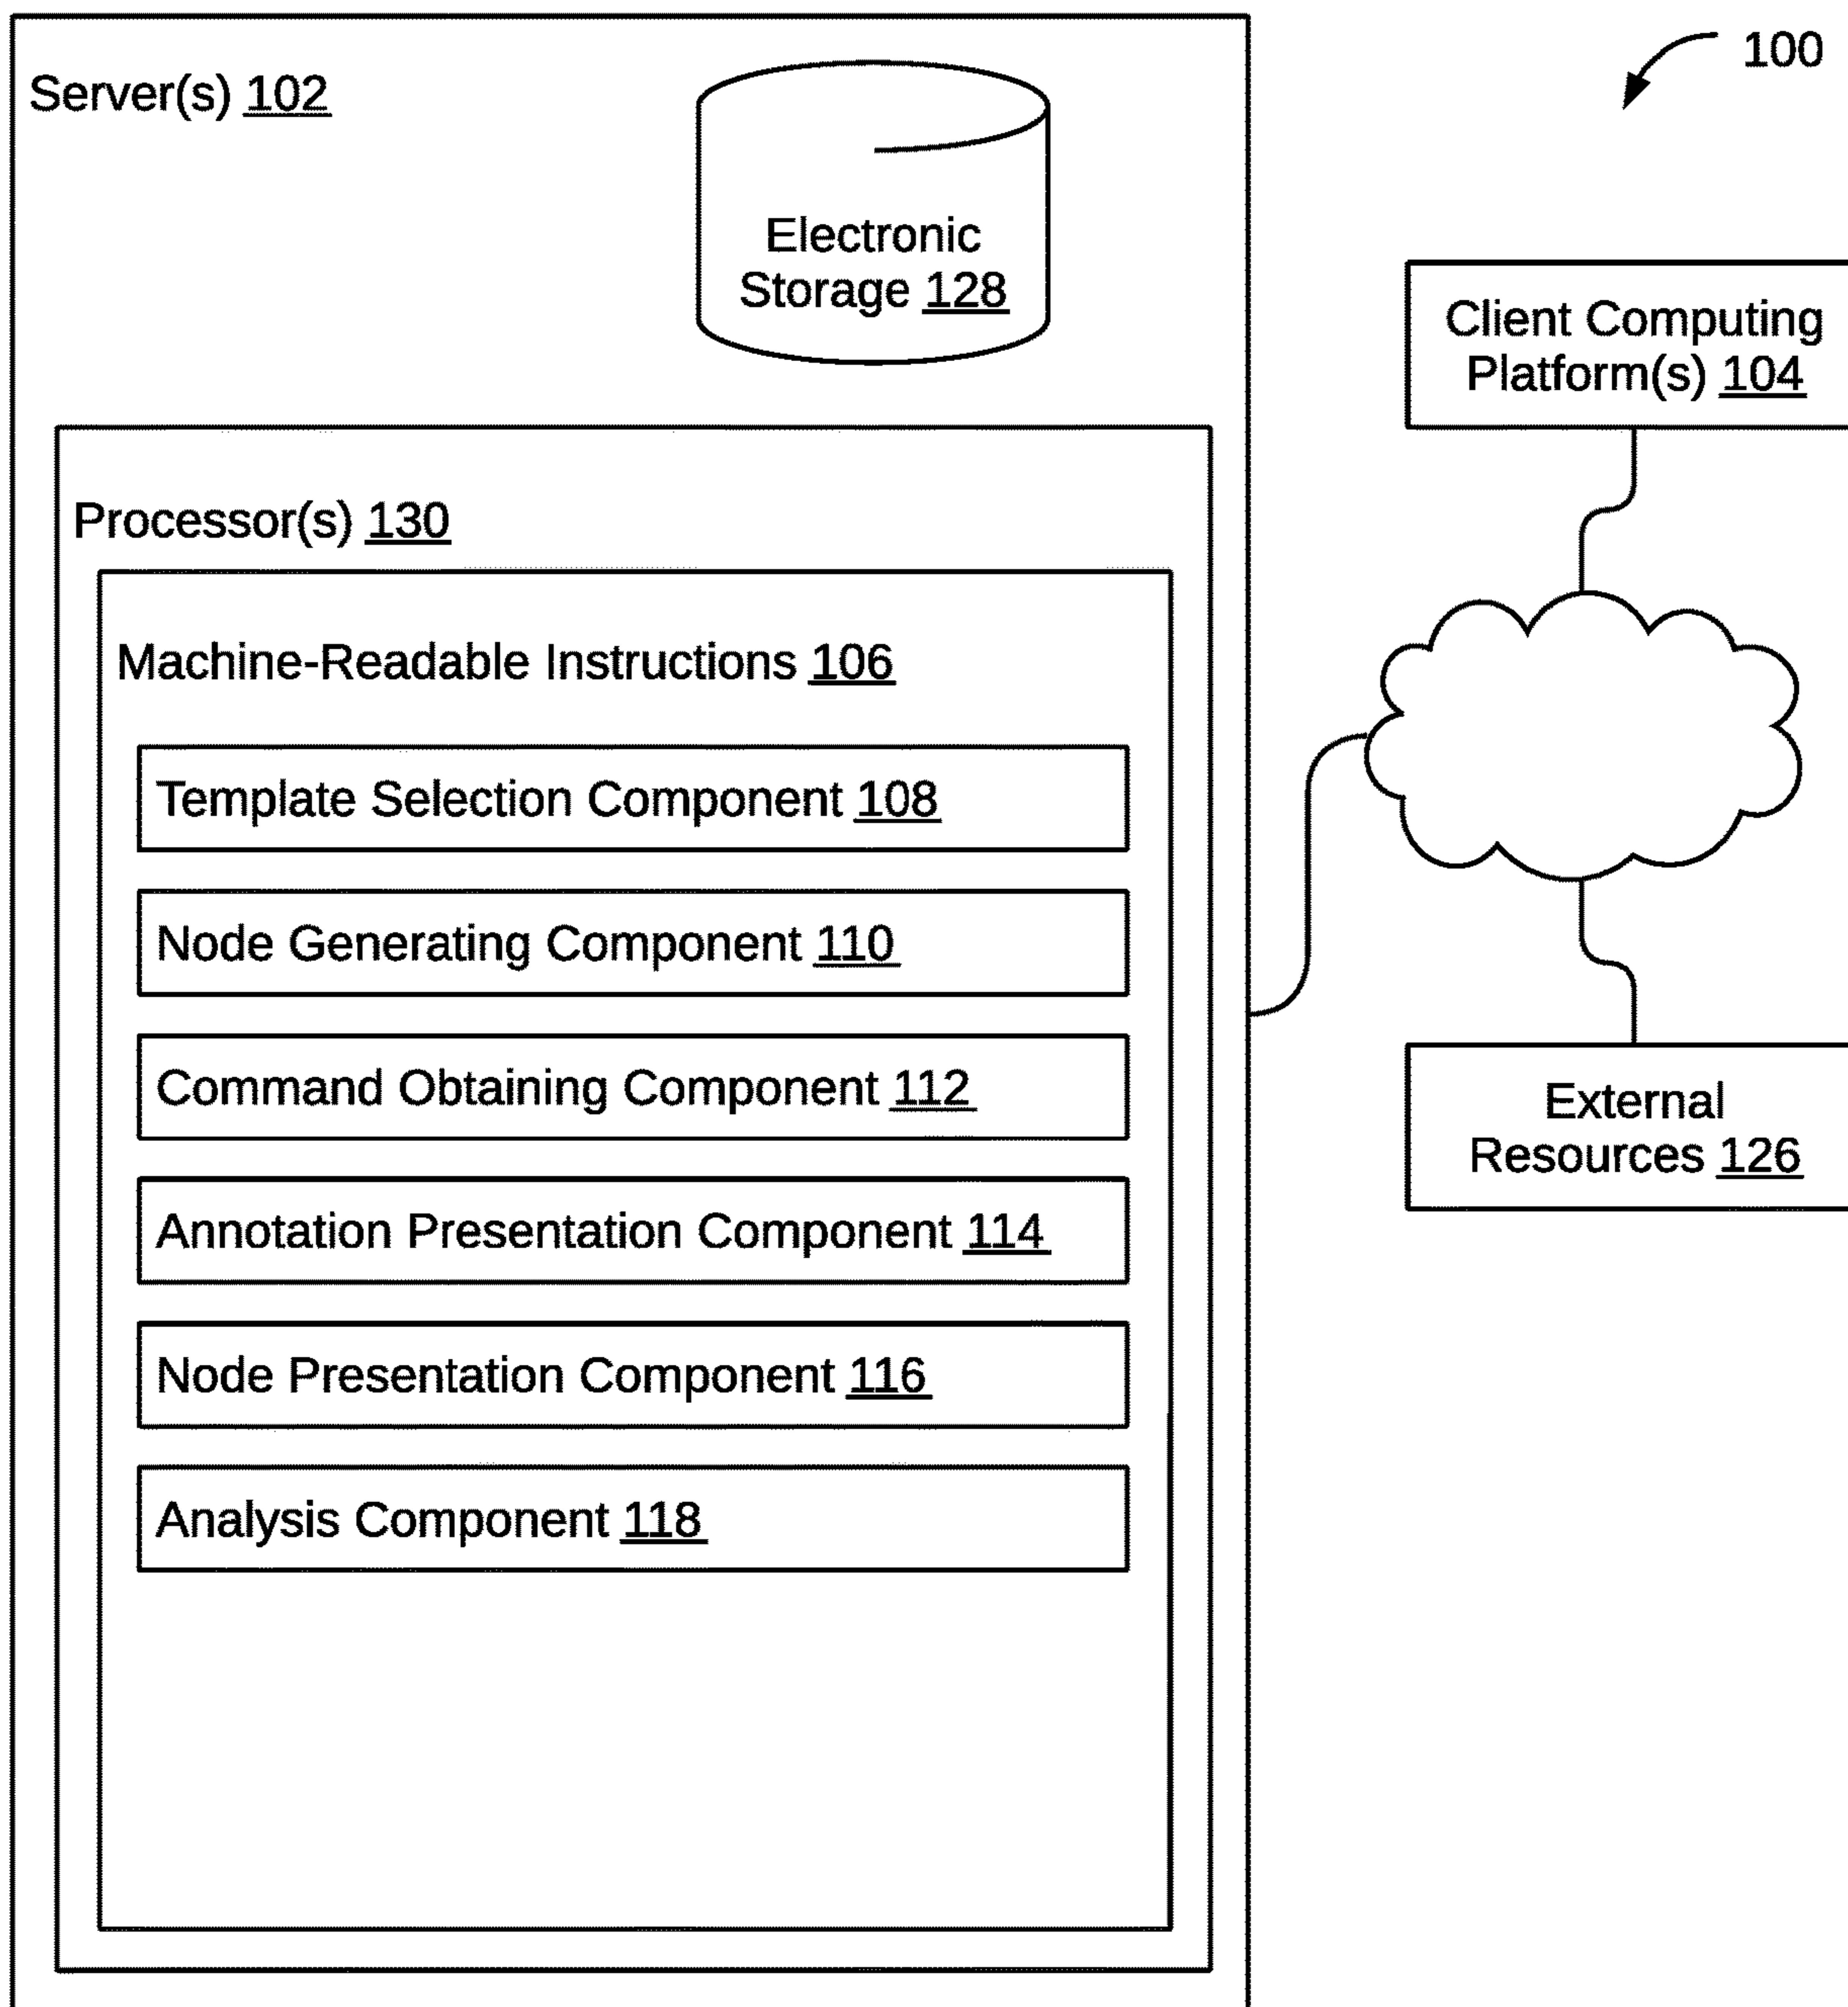 100
Server(s) 102
Electronic
Storage 128
Client Computing
Platform(s) 104
Processor(s) 130
Machine-Readable Instructions 106
Template Selection Component 108
Node Generating Component 110
Command Obtaining Component 112
Annotation Presentation Component 114
Node Presentation Component 116
Analysis Component 118
External
Resources 126